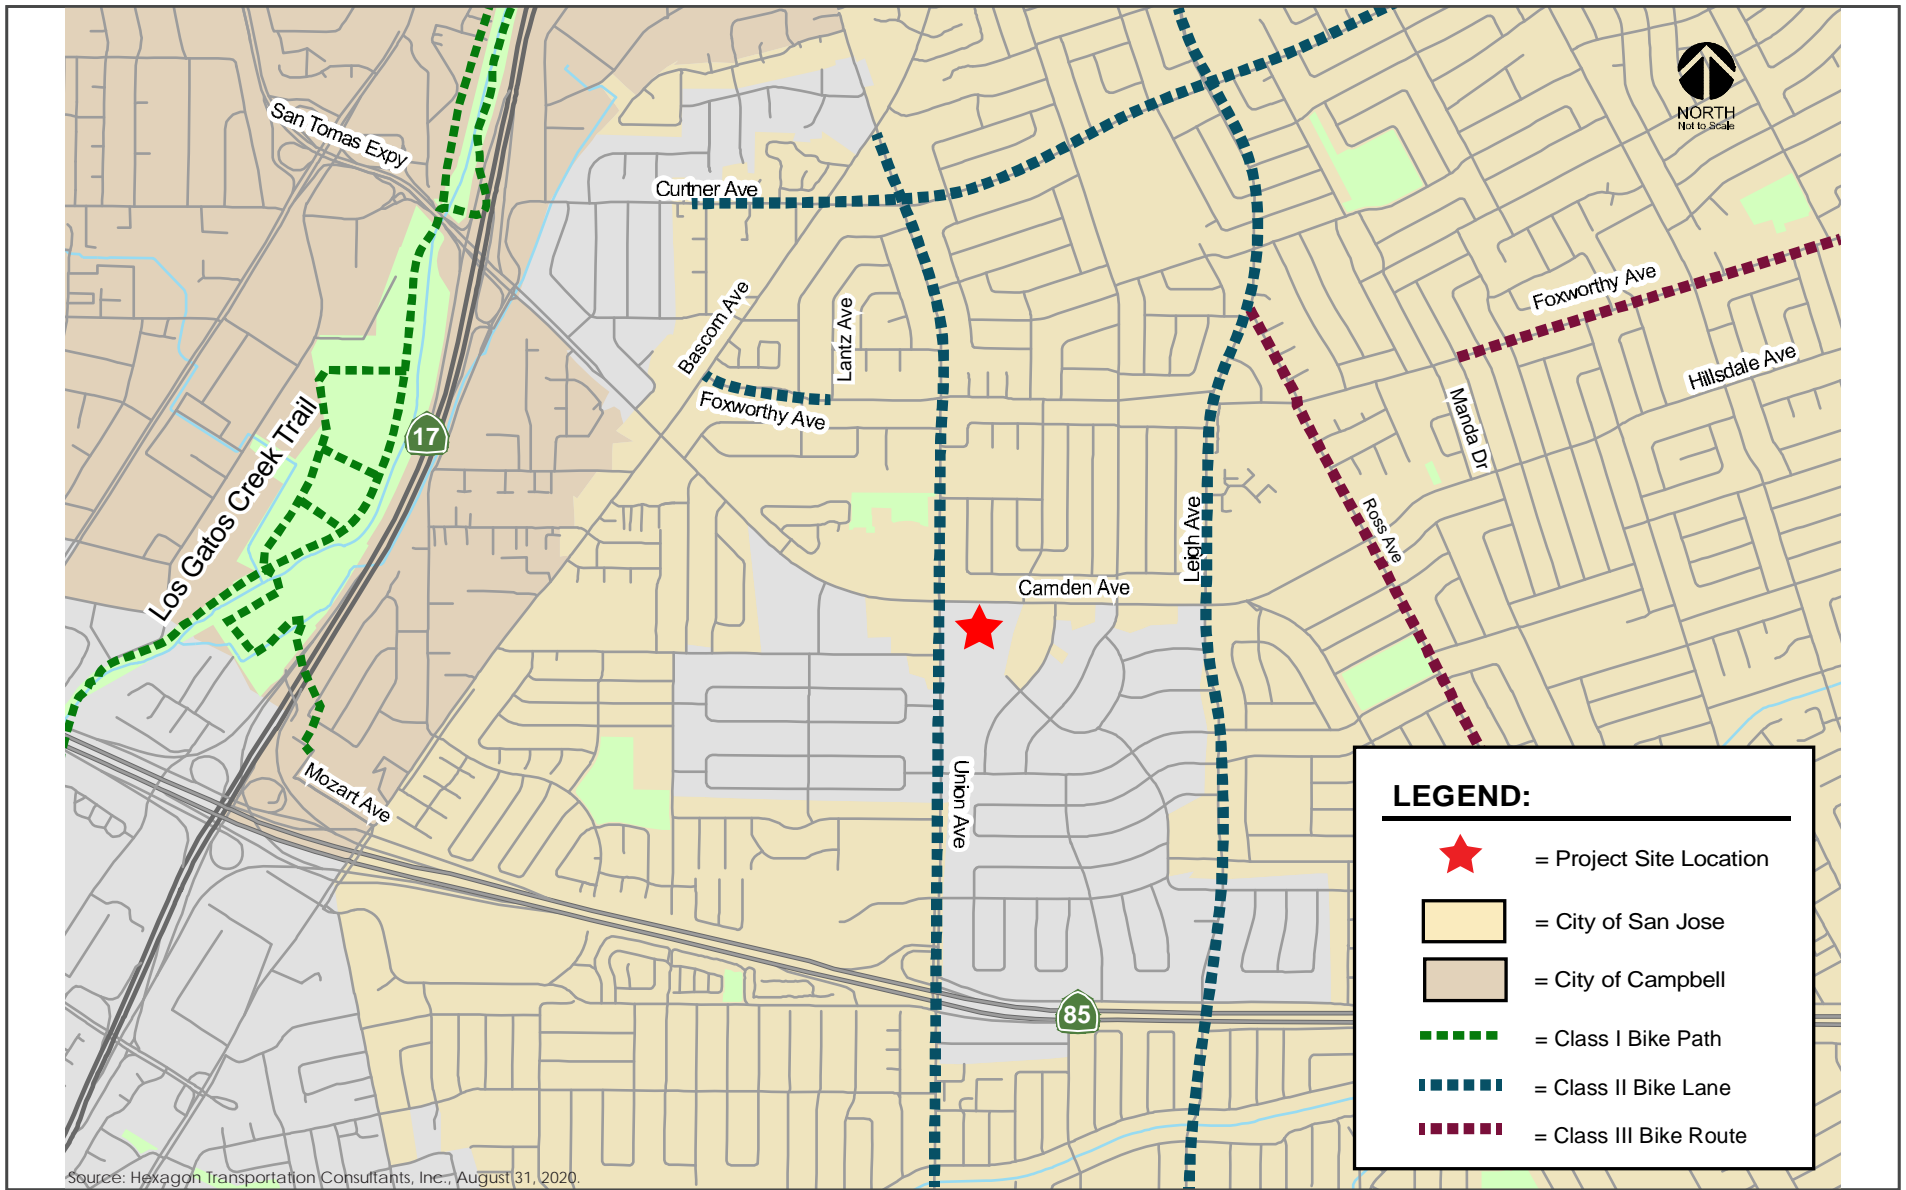 San Tomas Expy
NORTH
Not to Scale
Curtner Ave
Foxworthy Ave
Bascom Ave
Lantz Ave
Hillsdale Ave
Foxworthy Ave
Manda Dr
17
Los Gatos Creek Trail
Leigh Ave
Ross Ave
Camden Ave
Union Ave
Mozart Ave
85
LEGEND:
= Project Site Location
= City of San Jose
= City of Campbell
= Class I Bike Path
= Class II Bike Lane
= Class III Bike Route
Source: Hexagon Transportation Consultants, Inc., August 31, 2020.